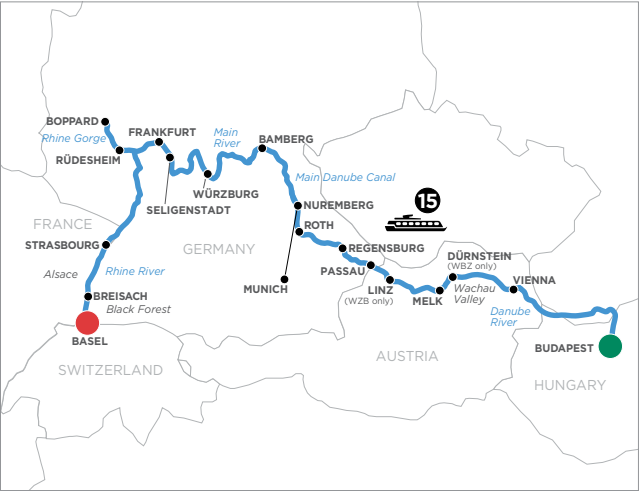 BOPPARD
Rhine Gorge
RÜDESHEIM
FRANKFURT
Main
River
BAMBERG
Main Danube Canal
WÜRZBURG
SELIGENSTADT
15
NUREMBERG
ROTH
FRANCE
STRASBOURG
GERMANY
REGENSBURG
Alsace
Rhine River
PASSAU
DÜRNSTEIN
(WBZ only)
MUNICH
LINZ
(WZB only)
MELK
Wachau
Valley
VIENNA
BREISACH
Black Forest
Danube
River
BASEL
BUDAPEST
AUSTRIA
SWITZERLAND
HUNGARY